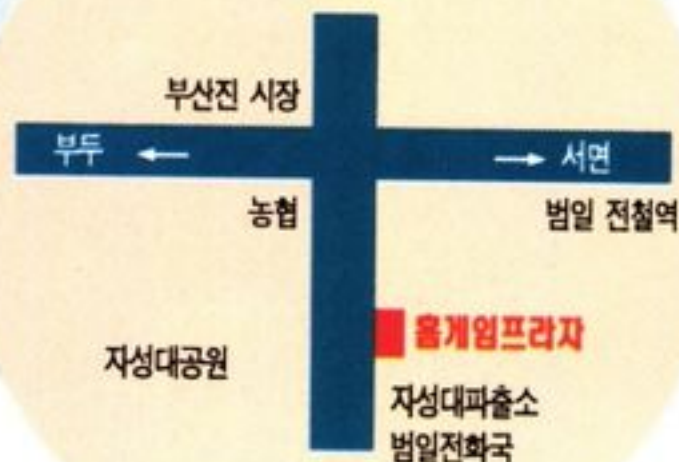 부산진 시장
부두 ← → 서면
농협
범일 전철역
홈게임프라자
자성대공원
자성대파출소
범일전화국